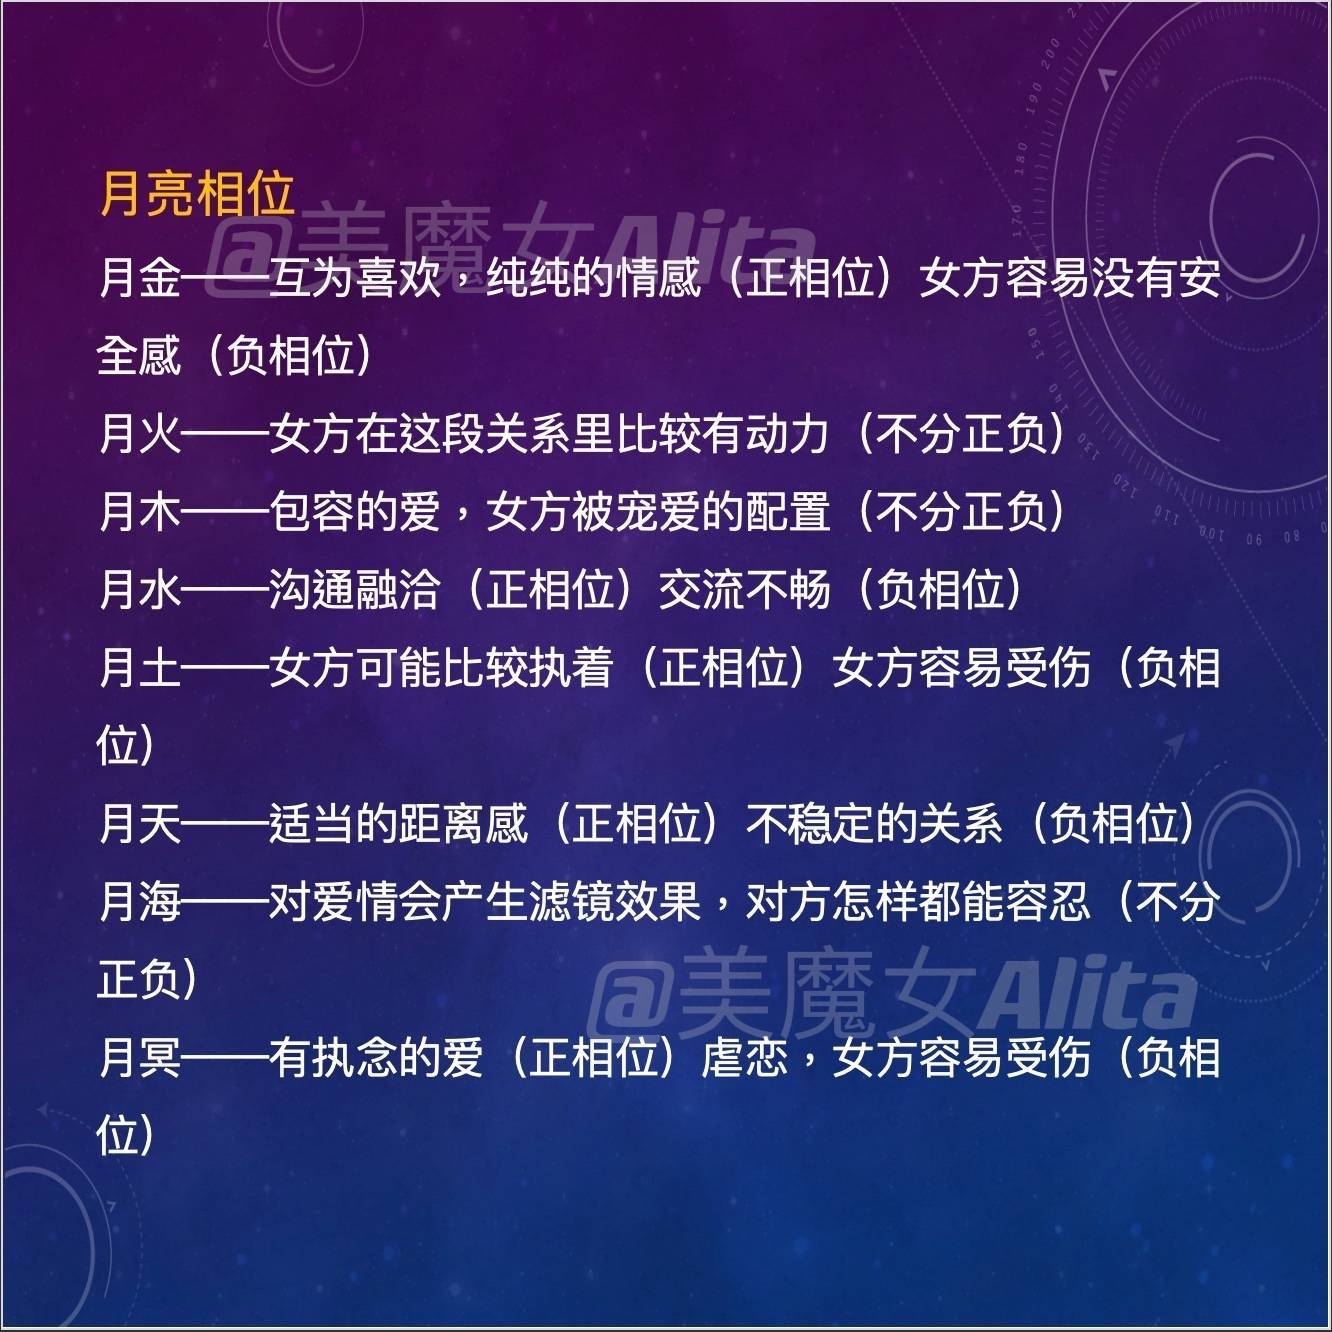 月亮相位
@美魔女Alita
月金——互为喜欢，纯纯的情感（正相位）女方容易没有安
全感（负相位）
月火——女方在这段关系里比较有动力（不分正负）
月木——包容的爱，女方被宠爱的配置（不分正负）
月水——沟通融洽（正相位）交流不畅（负相位）
月土——女方可能比较执着（正相位）女方容易受伤（负相
位）
月天——适当的距离感（正相位）不稳定的关系（负相位）
月海——对爱情会产生滤镜效果，对方怎样都能容忍（不分
正负）
@美魔女Alita
月冥——有执念的爱（正相位）虐恋，女方容易受伤（负相
位）
200
190
180
170
150
140
130
120
110
100
90
80